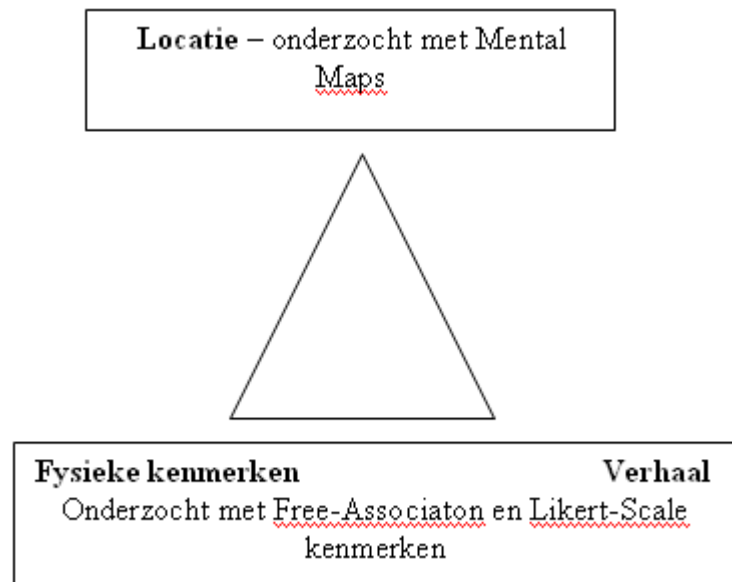 Locatie – onderzocht met Mental
Maps
Fysieke kenmerken Verhaal
Onderzocht met Free-Associaton en Likert-Scale
kenmerken